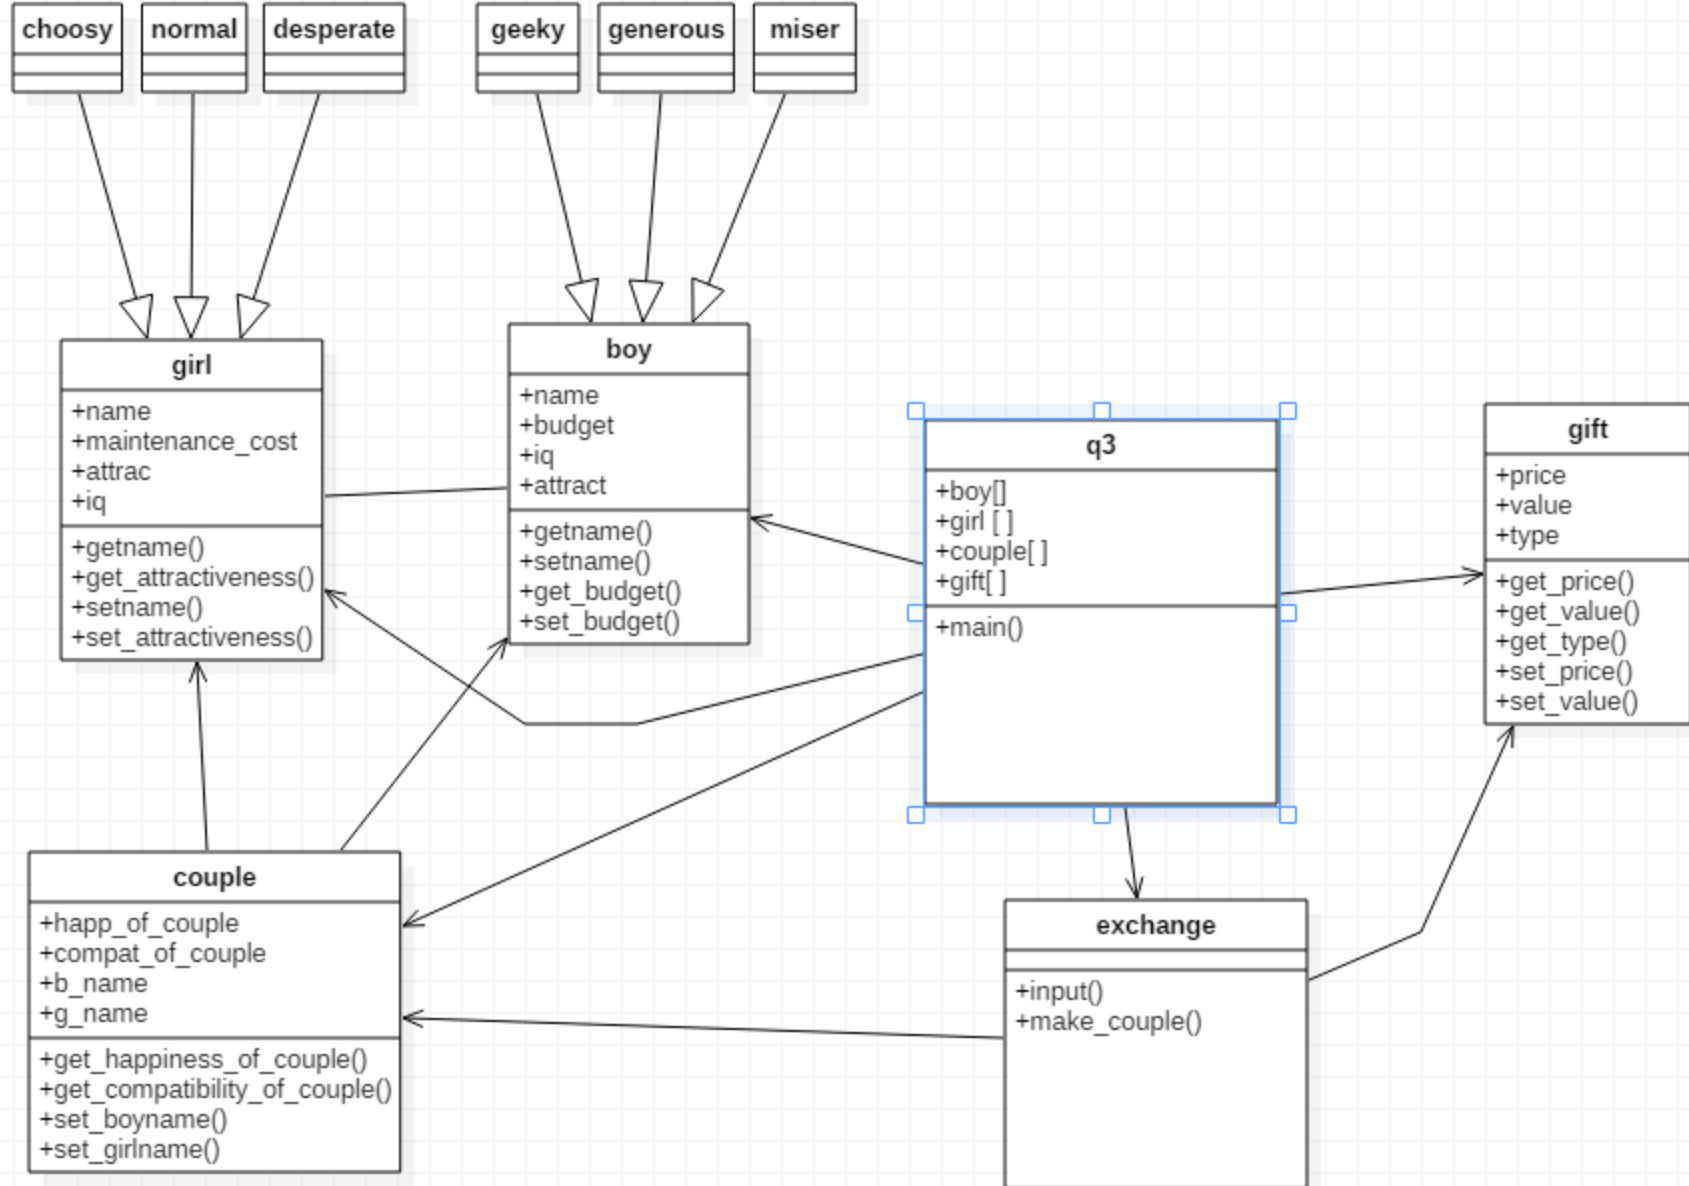 choosy
normal
desperate
geeky
generous
miser
girl
+name
+maintenance_cost
+attrac
+iq
+getname()
+get_attractiveness()
+setname()
+set_attractiveness()
boy
+name
+budget
+iq
+attract
+getname()
+setname()
+get_budget()
+set_budget()
q3
+boy[]
+girl [ ]
+couple[ ]
+gift[ ]
+main()
gift
+price
+value
+type
+get_price()
+get_value()
+get_type()
+set_price()
+set_value()
couple
+happ_of_couple
+compat_of_couple
+b_name
+g_name
+get_happiness_of_couple()
+get_compatibility_of_couple()
+set_boyname()
+set_girlname()
exchange
+input()
+make_couple()